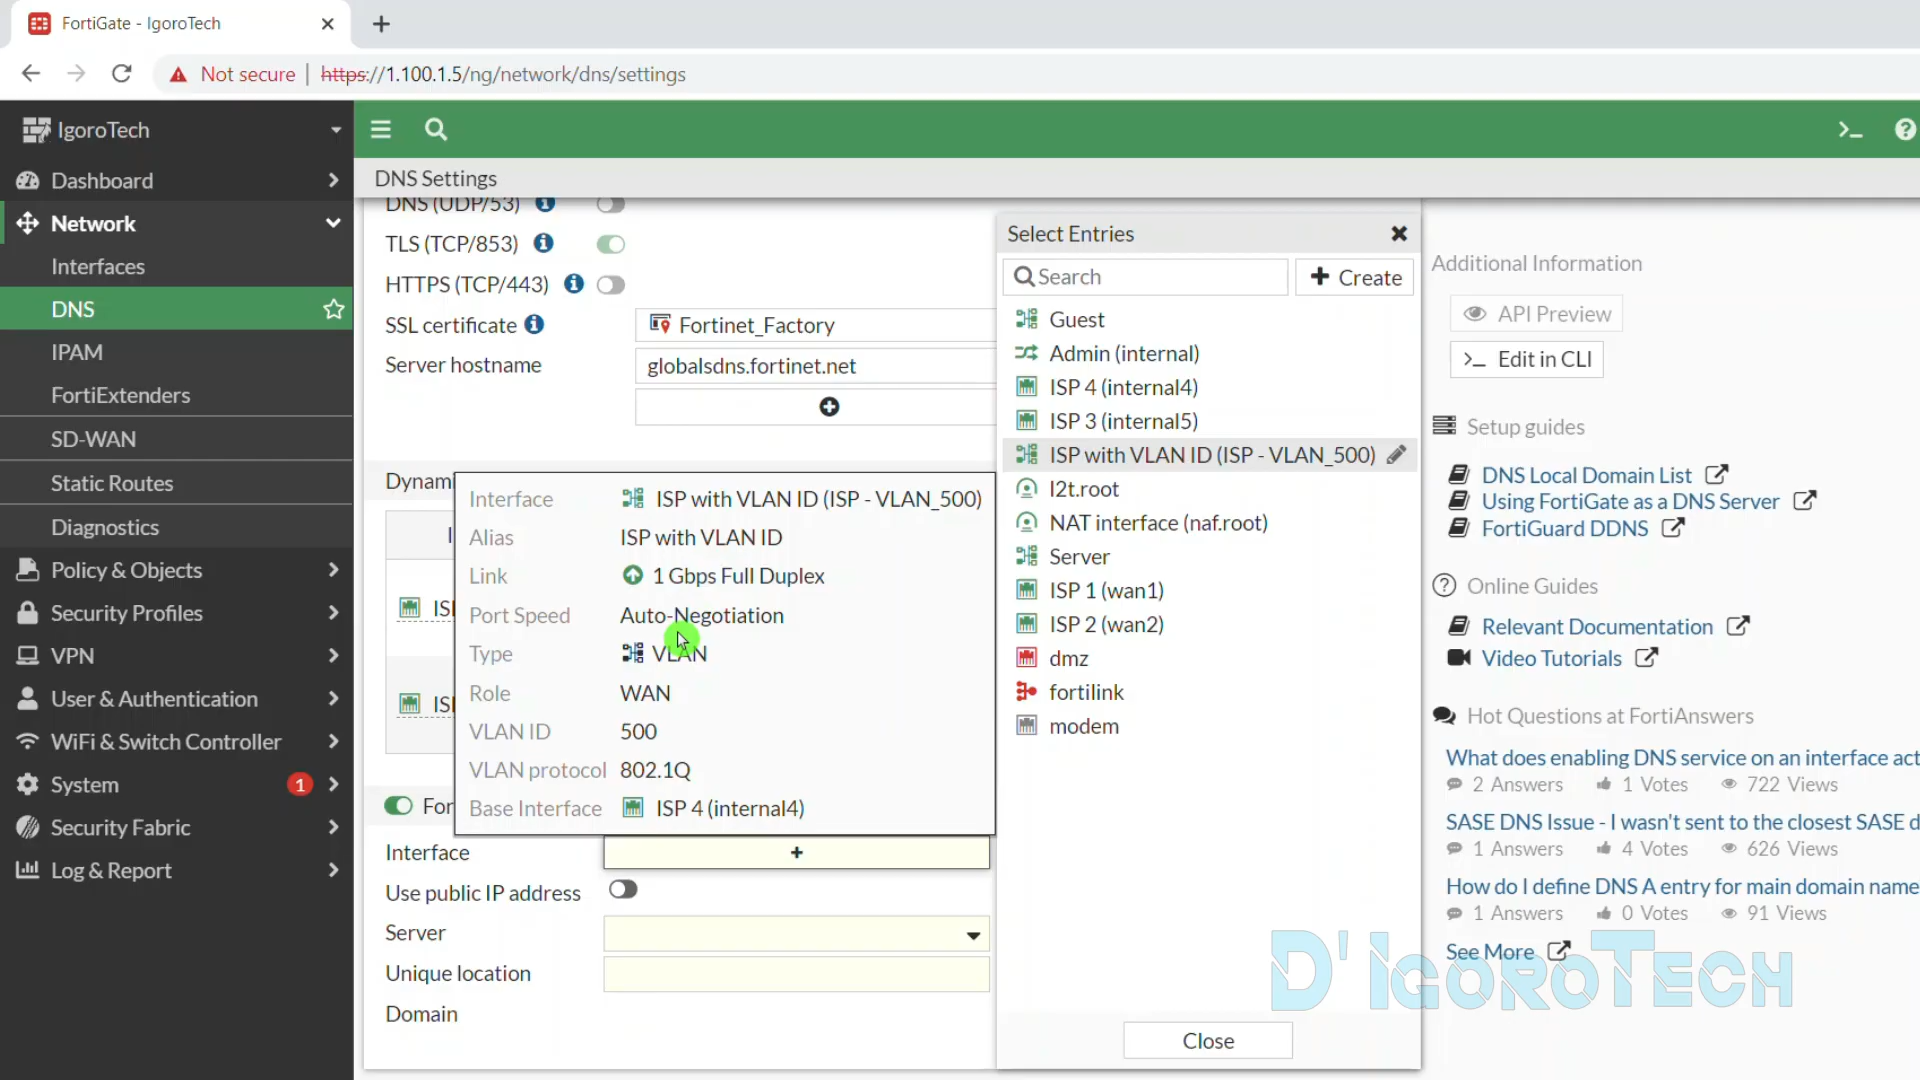 FortiGate - IgoroTech
Not secure | https://1.100.1.5/ng/network/dns/settings
IgoroTech
Dashboard
Network
Interfaces
DNS
IPAM
FortiExtenders
SD-WAN
Static Routes
Diagnostics
Policy & Objects
Security Profiles
VPN
User & Authentication
WiFi & Switch Controller
System 1
Security Fabric
Log & Report
DNS Settings
DNS (UDP/53)
TLS (TCP/853)
HTTPS (TCP/443)
SSL certificate Fortinet_Factory
Server hostname globalsdns.fortinet.net
Dynam
ISI
ISI
Interface ISP with VLAN ID (ISP - VLAN_500)
Alias ISP with VLAN ID
Link 1 Gbps Full Duplex
Port Speed Auto-Negotiation
Type VLAN
Role WAN
VLAN ID 500
VLAN protocol 802.1Q
Base Interface ISP 4 (internal4)
For
Interface
Use public IP address
Server
Unique location
Domain
Select Entries
Search
Create
Guest
Admin (internal)
ISP 4 (internal4)
ISP 3 (internal5)
ISP with VLAN ID (ISP - VLAN_500)
l2t.root
NAT interface (naf.root)
Server
ISP 1 (wan1)
ISP 2 (wan2)
dmz
fortilink
modem
Close
Additional Information
API Preview
>_ Edit in CLI
Setup guides
DNS Local Domain List
Using FortiGate as a DNS Server
FortiGuard DDNS
Online Guides
Relevant Documentation
Video Tutorials
Hot Questions at FortiAnswers
What does enabling DNS service on an interface act
2 Answers 1 Votes 722 Views
SASE DNS Issue - I wasn't sent to the closest SASE d
1 Answers 4 Votes 626 Views
How do I define DNS A entry for main domain name
1 Answers 0 Votes 91 Views
See More
D'IgoroTech